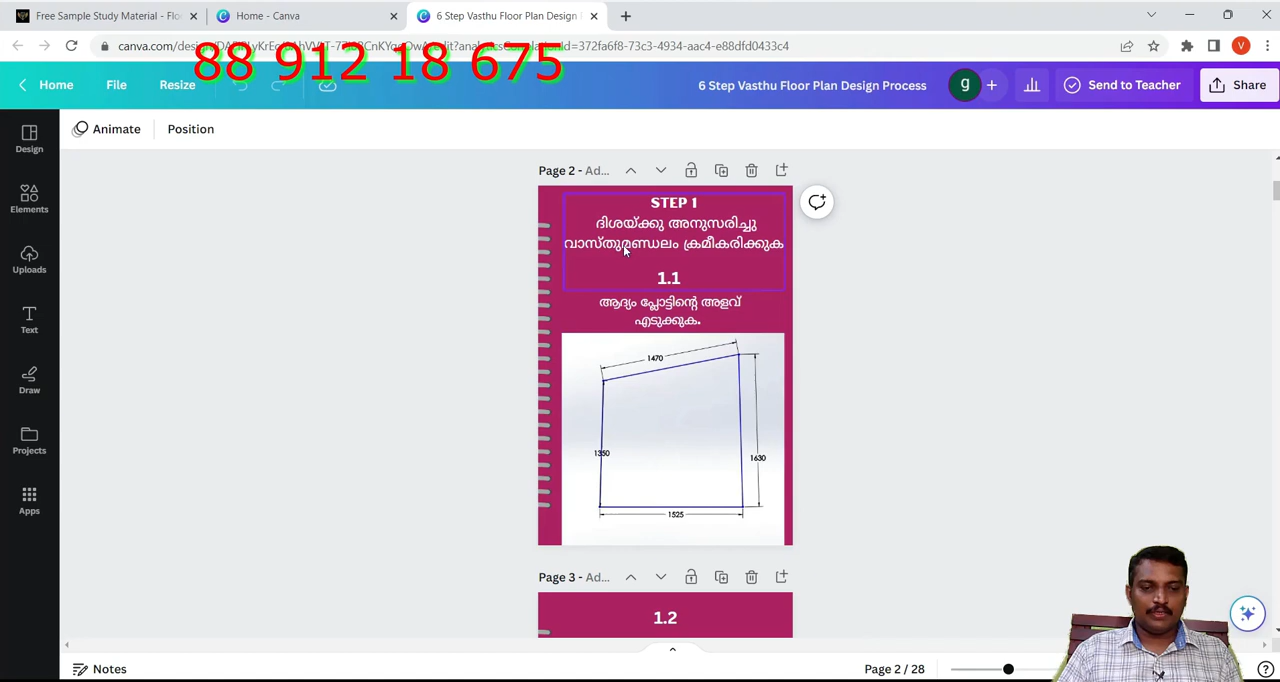 Free Sample Study Material - Flo
Home - Canva
6 Step Vasthu Floor Plan Design
88 912 18 675
Home
File
Resize
6 Step Vasthu Floor Plan Design Process
g
Send to Teacher
Share
V
Animate
Position
Design
Elements
Uploads
Text
Draw
Projects
Apps
Page 2 - Ad...
STEP 1
ദിശയ്ക്കു അനുസരിച്ചു
വാസ്തുമണ്ഡലം ക്രമീകരിക്കുക
1.1
ആദ്യം പ്ലോട്ടിന്റെ അളവ്
എടുക്കുക.
1470
1350
1630
1525
Page 3 - Ad...
1.2
Notes
Page 2 / 28